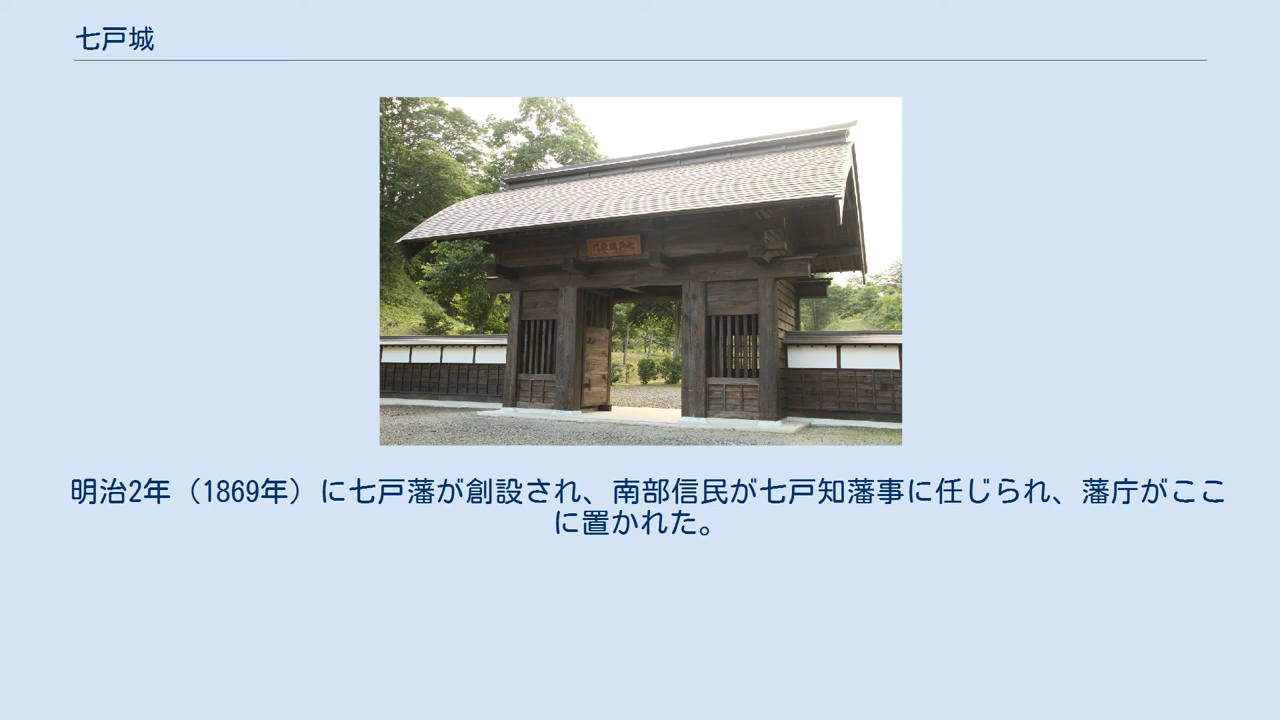 七戸城
明治2年（1869年）に七戸藩が創設され、南部信民が七戸知藩事に任じられ、藩庁がここ
に置かれた。